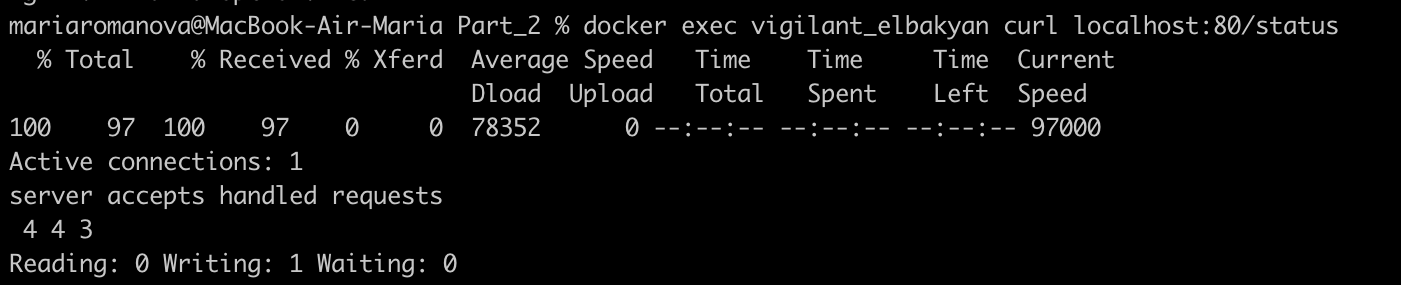 mariaromanova@MacBook-Air-Maria Part_2 % docker exec vigilant_elbakyan curl localhost:80/status
% Total % Received % Xferd Average Speed Time Time Time Current
Dload Upload Total Spent Left Speed
100 97 100 97 0 0 78352 0 --:--:-- --:--:-- --:--:-- 97000
Active connections: 1
server accepts handled requests
4 4 3
Reading: 0 Writing: 1 Waiting: 0